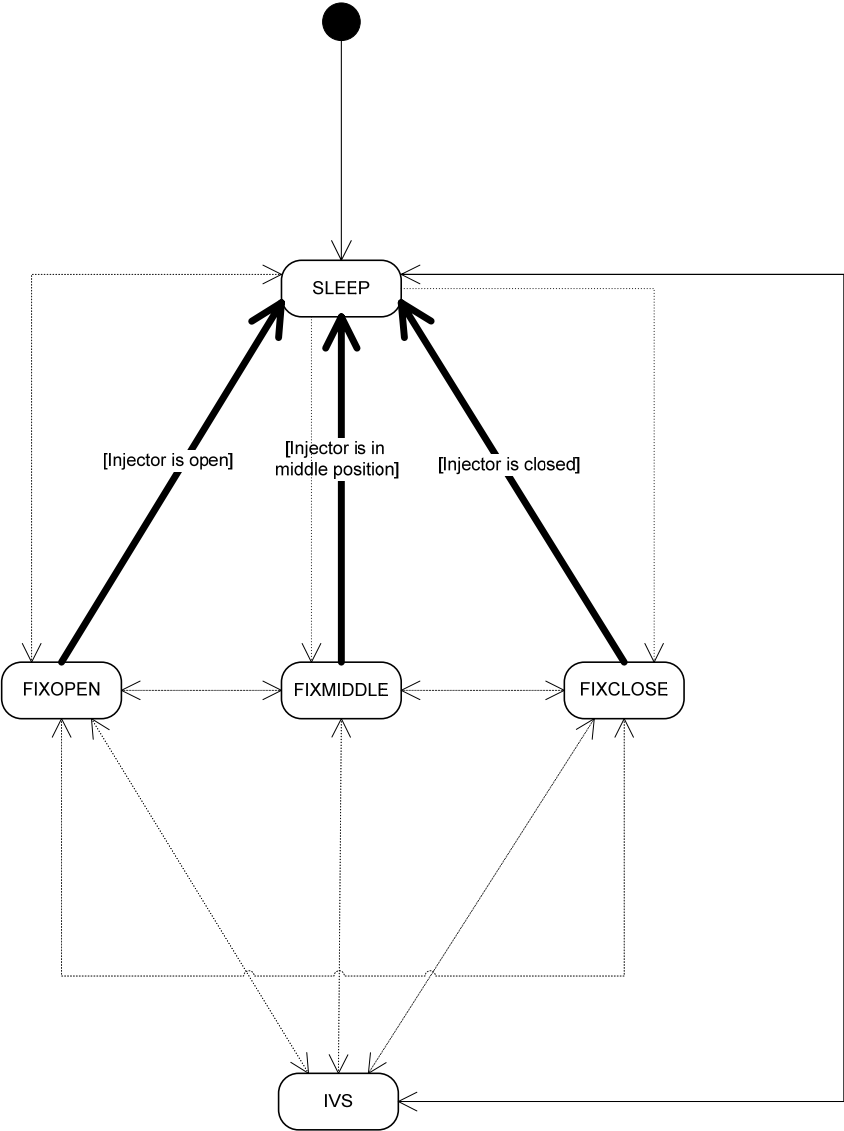 SLEEP
[Injector is open]
[Injector is in
middle position]
[Injector is closed]
FIXOPEN
FIXMIDDLE
FIXCLOSE
IVS